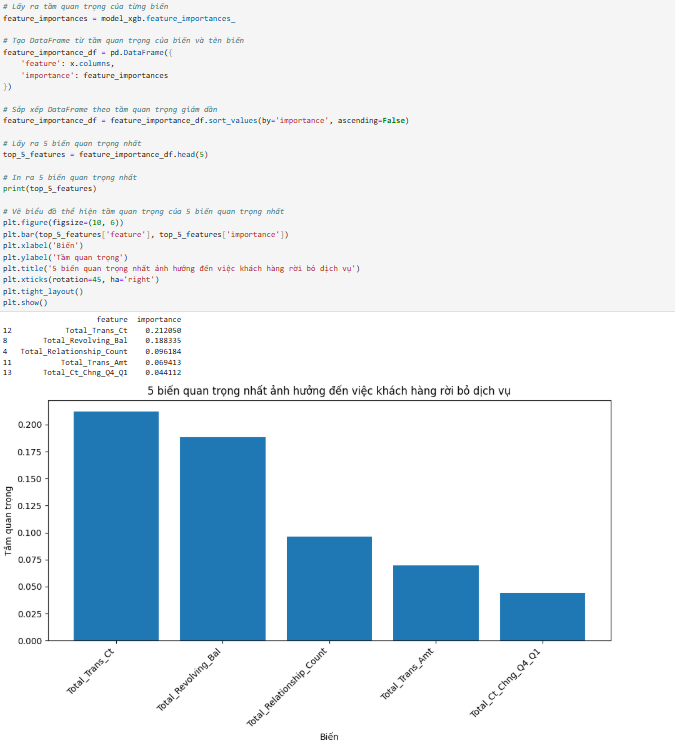 # Lấy ra tầm quan trọng của từng biến
feature_importances = model_xgb.feature_importances_
# Tạo DataFrame từ tầm quan trọng của biến và tên biến
feature_importance_df = pd.DataFrame({
    'feature': x.columns,
    'importance': feature_importances
})
# Sắp xếp DataFrame theo tầm quan trọng giảm dần
feature_importance_df = feature_importance_df.sort_values(by='importance', ascending=False)
# Lấy ra 5 biến quan trọng nhất
top_5_features = feature_importance_df.head(5)
# In ra 5 biến quan trọng nhất
print(top_5_features)
# Vẽ biểu đồ thể hiện tầm quan trọng của 5 biến quan trọng nhất
plt.figure(figsize=(10, 6))
plt.bar(top_5_features['feature'], top_5_features['importance'])
plt.xlabel('Biến')
plt.ylabel('Tầm quan trọng')
plt.title('5 biến quan trọng nhất ảnh hưởng đến việc khách hàng rời bỏ dịch vụ')
plt.xticks(rotation=45, ha='right')
plt.tight_layout()
plt.show()
feature importance
12 Total_Trans_Ct 0.212050
8 Total_Revolving_Bal 0.188335
4 Total_Relationship_Count 0.096184
11 Total_Trans_Amt 0.069413
13 Total_Ct_Chng_Q4_Q1 0.044112
5 biến quan trọng nhất ảnh hưởng đến việc khách hàng rời bỏ dịch vụ
Tầm quan trọng
0.200
0.175
0.150
0.125
0.100
0.075
0.050
0.025
0.000
Total_Trans_Ct
Total_Revolving_Bal
Total_Relationship_Count
Total_Trans_Amt
Total_Ct_Chng_Q4_Q1
Biến